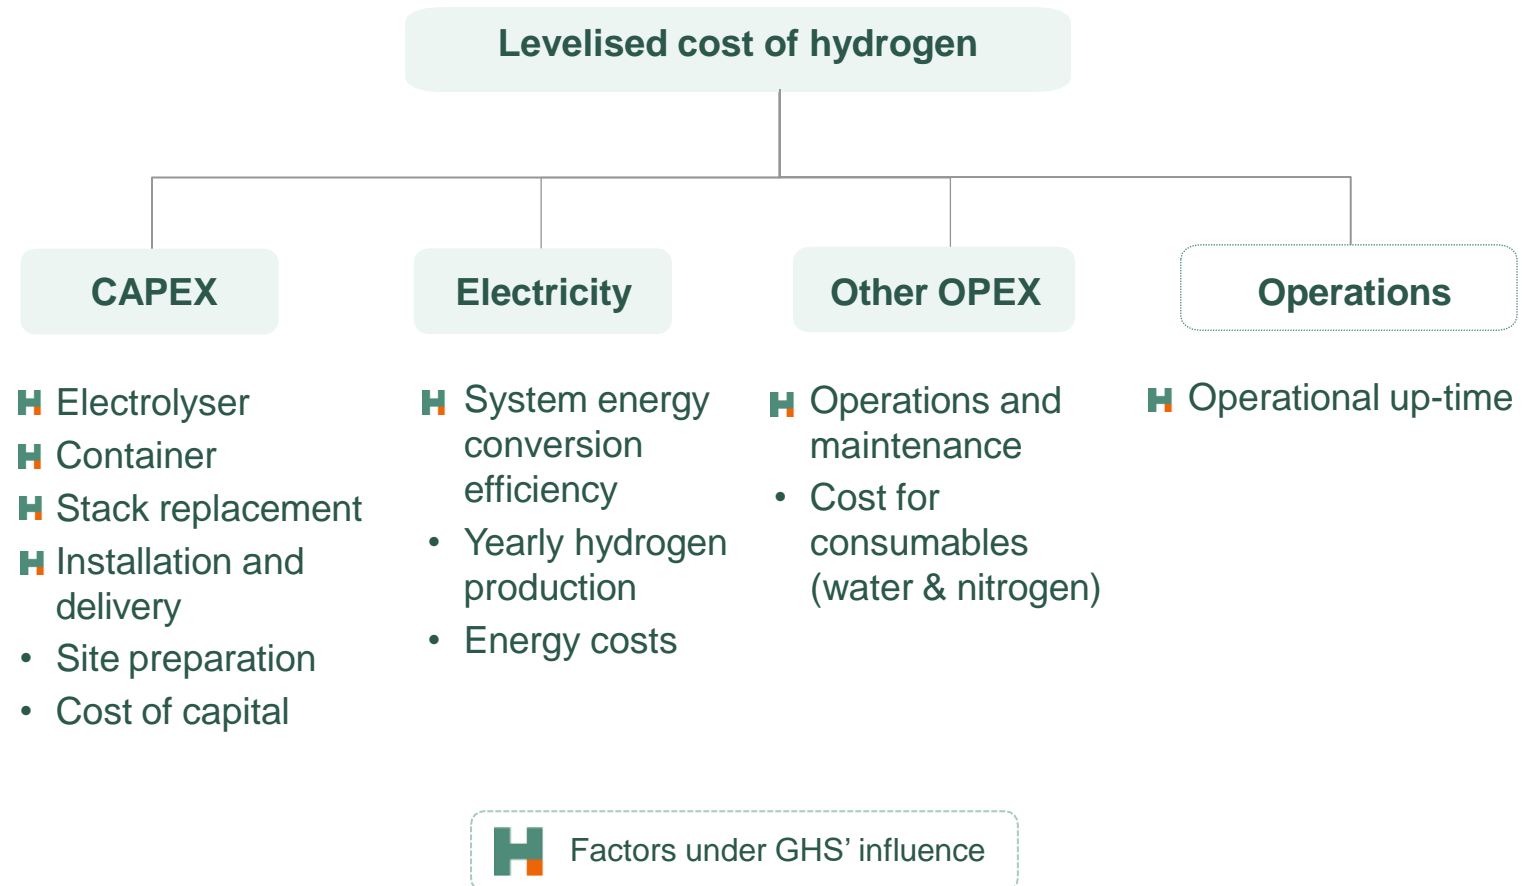 Levelised cost of hydrogen
CAPEX
Electrolyser
Container
Stack replacement
Installation and
delivery
• Site preparation
• Cost of capital
Electricity
System energy
conversion
efficiency
• Yearly hydrogen
production
• Energy costs
Other OPEX
Operations and
maintenance
• Cost for
consumables
(water & nitrogen)
Operations
Operational up-time
Factors under GHS’ influence